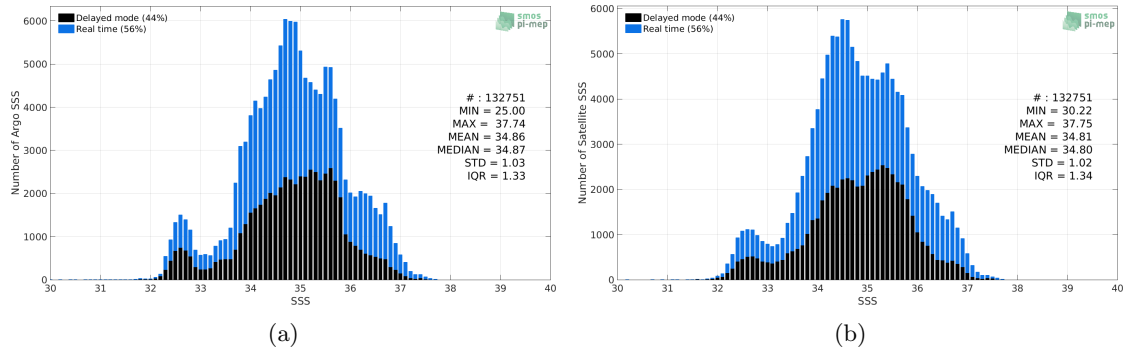 Delayed mode (44%)
Real time (56%)
smos
pi-mep
# : 132751
MIN = 25.00
MAX = 37.74
MEAN = 34.86
MEDIAN = 34.87
STD = 1.03
IQR = 1.33
Number of Argo SSS
6000
5000
4000
3000
2000
1000
0
30 31 32 33 34 35 36 37 38 39 40
SSS
(a)
Delayed mode (44%)
Real time (56%)
smos
pi-mep
# : 132751
MIN = 30.22
MAX = 37.75
MEAN = 34.81
MEDIAN = 34.80
STD = 1.02
IQR = 1.34
Number of Satellite SSS
6000
5000
4000
3000
2000
1000
0
30 31 32 33 34 35 36 37 38 39 40
SSS
(b)